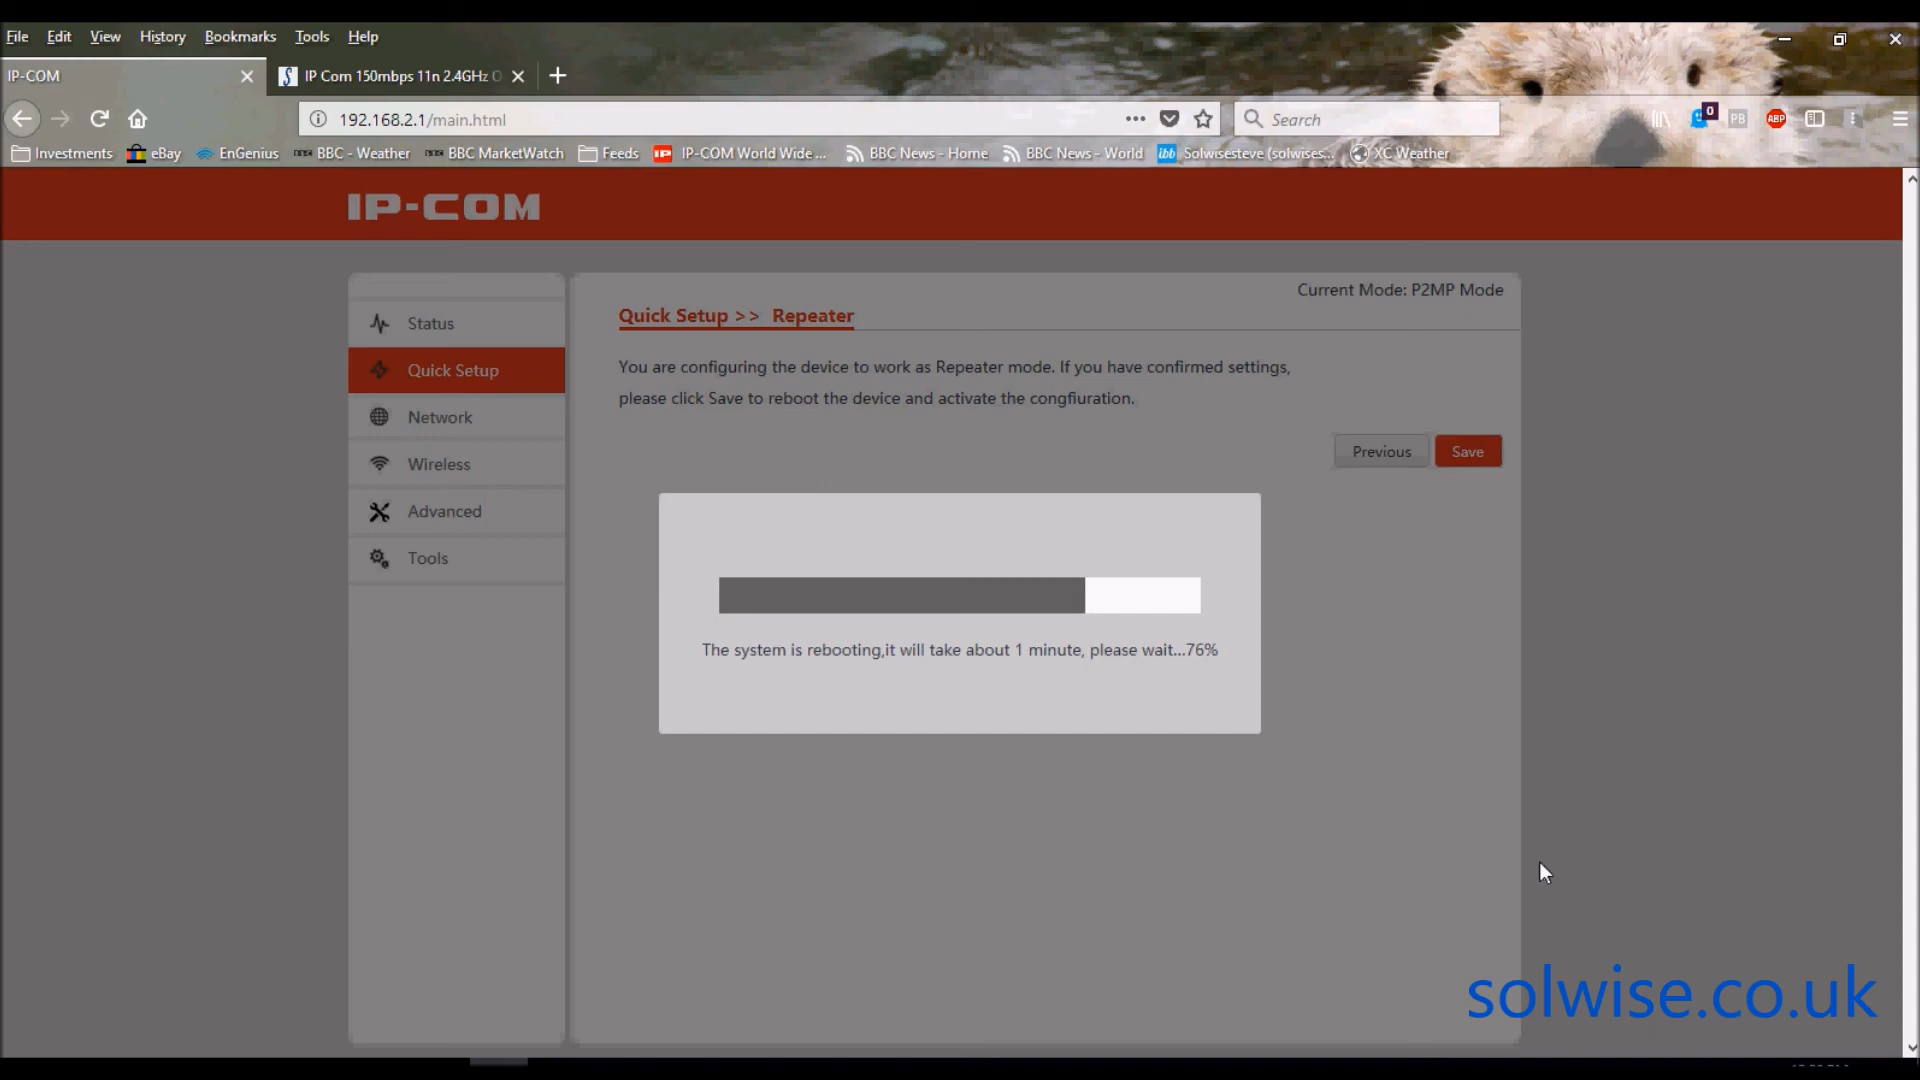 File Edit View History Bookmarks Tools Help
IP-COM
IP Com 150mbps 11n 2.4GHz O
192.168.2.1/main.html
Search
0
PB
ABP
Investments eBay EnGenius BBC - Weather BBC MarketWatch Feeds IP IP-COM World Wide ... BBC News - Home BBC News - World ibb Solwisesteve (solwises... XC Weather
IP-COM
Current Mode: P2MP Mode
Quick Setup >> Repeater
Status
Quick Setup
Network
Wireless
Advanced
Tools
You are configuring the device to work as Repeater mode. If you have confirmed settings,
please click Save to reboot the device and activate the congfiuration.
Previous Save
The system is rebooting,it will take about 1 minute, please wait...76%
solwise.co.uk